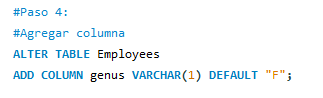 #Paso 4:
#Agregar columna
ALTER TABLE Employees
ADD COLUMN genus VARCHAR(1) DEFAULT "F";